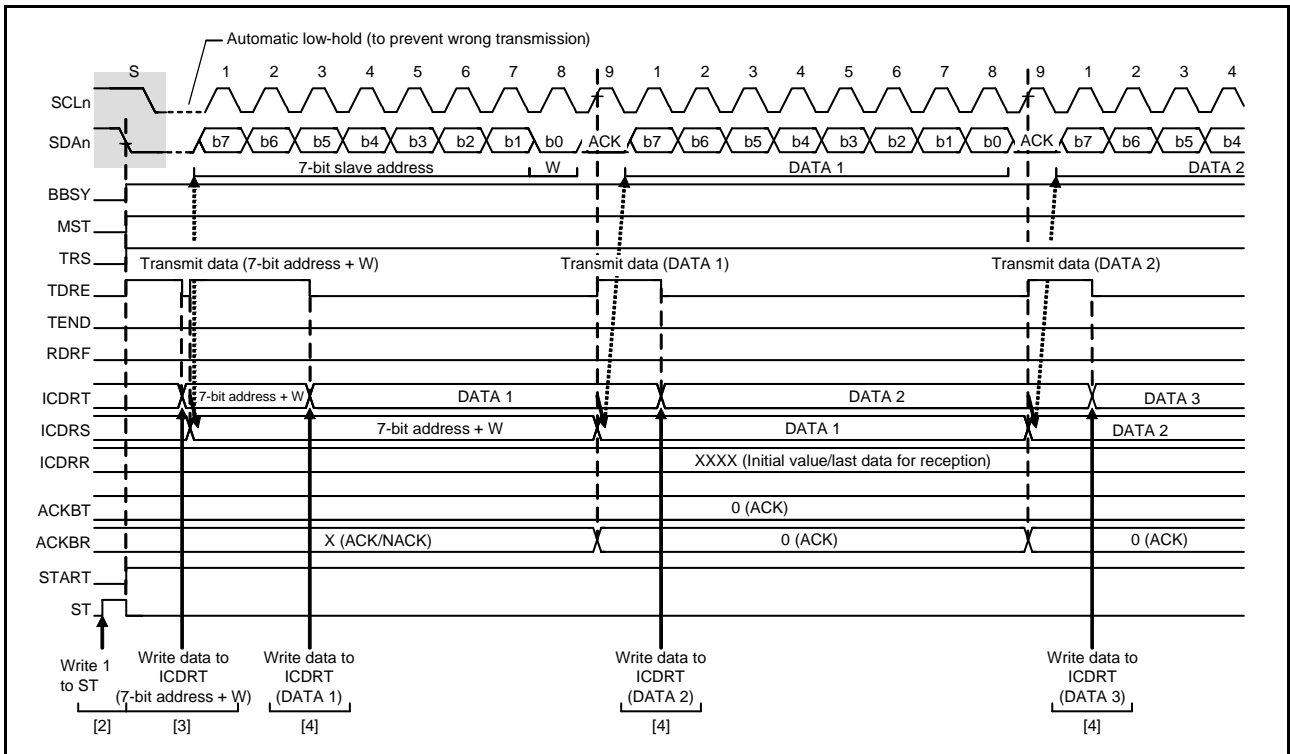 Automatic low-hold (to prevent wrong transmission)
S 1 2 3 4 5 6 7 8 9 1 2 3 4 5 6 7 8 9 1 2 3 4
SCLn
SDAn b7 b6 b5 b4 b3 b2 b1 b0 ACK b7 b6 b5 b4 b3 b2 b1 b0 ACK b7 b6 b5 b4
7-bit slave address W DATA 1 DATA 2
BBSY
MST
TRS
Transmit data (7-bit address + W) Transmit data (DATA 1) Transmit data (DATA 2)
TDRE
TEND
RDRF
ICDRT 7-bit address + W DATA 1 DATA 2 DATA 3
ICDRS 7-bit address + W DATA 1 DATA 2
ICDRR XXXX (Initial value/last data for reception)
ACKBT 0 (ACK)
ACKBR X (ACK/NACK) 0 (ACK) 0 (ACK)
START
ST
Write 1
to ST
[2]
Write data to
ICDRT
(7-bit address + W)
[3]
Write data to
ICDRT
(DATA 1)
[4]
Write data to
ICDRT
(DATA 2)
[4]
Write data to
ICDRT
(DATA 3)
[4]